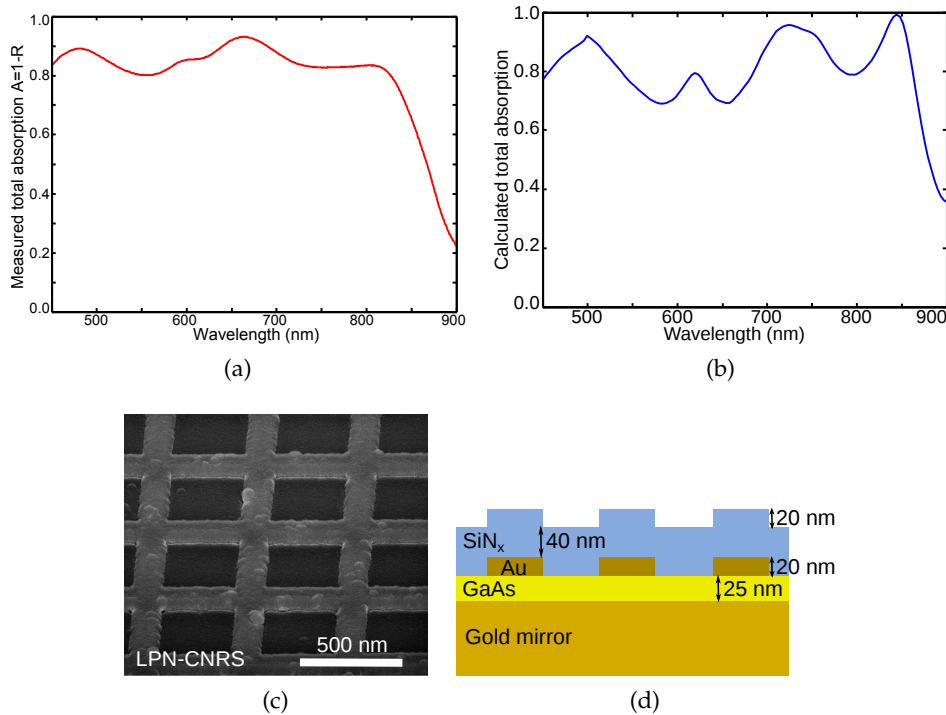 1.0
0.8
0.6
0.4
0.2
0.0
Measured total absorption A=1-R
500 600 700 800 900
Wavelength (nm)
(a)
1.0
0.8
0.6
0.4
0.2
0.0
Calculated total absorption
500 600 700 800 900
Wavelength (nm)
(b)
LPN-CNRS
500 nm
(c)
20 nm
SiNx
40 nm
Au
20 nm
GaAs
25 nm
Gold mirror
(d)